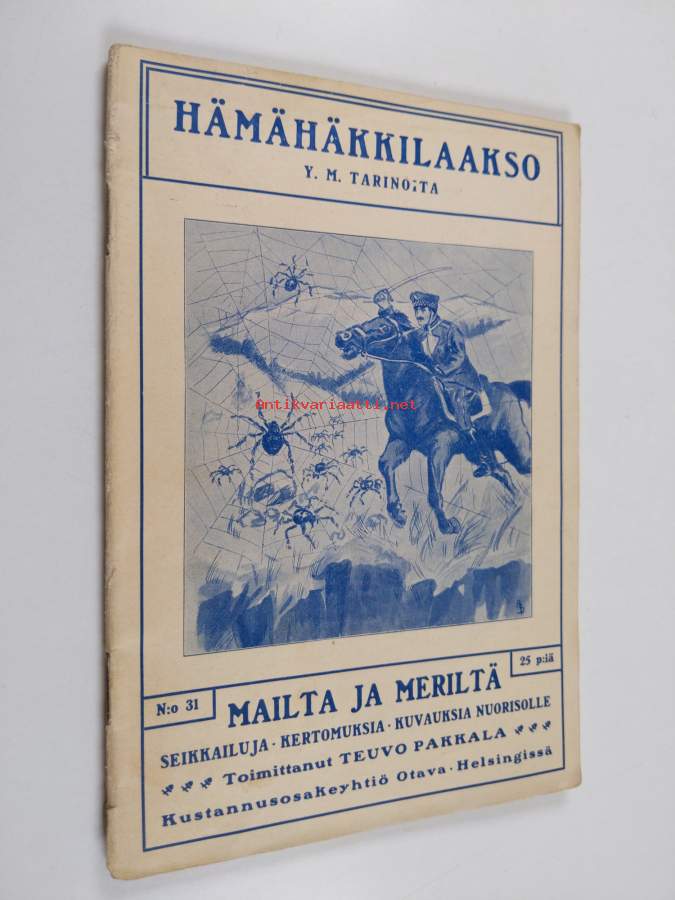 HÄMÄHÄKKILAAKSO
Y. M. TARINOITA
Antikvariaatti.net
N:o 31
25 p:iä
MAILTA JA MERILTÄ
SEIKKAILUJA · KERTOMUKSIA · KUVAUKSIA NUORISOLLE
Toimittanut TEUVO PAKKALA
Kustannusosakeyhtiö Otava · Helsingissä